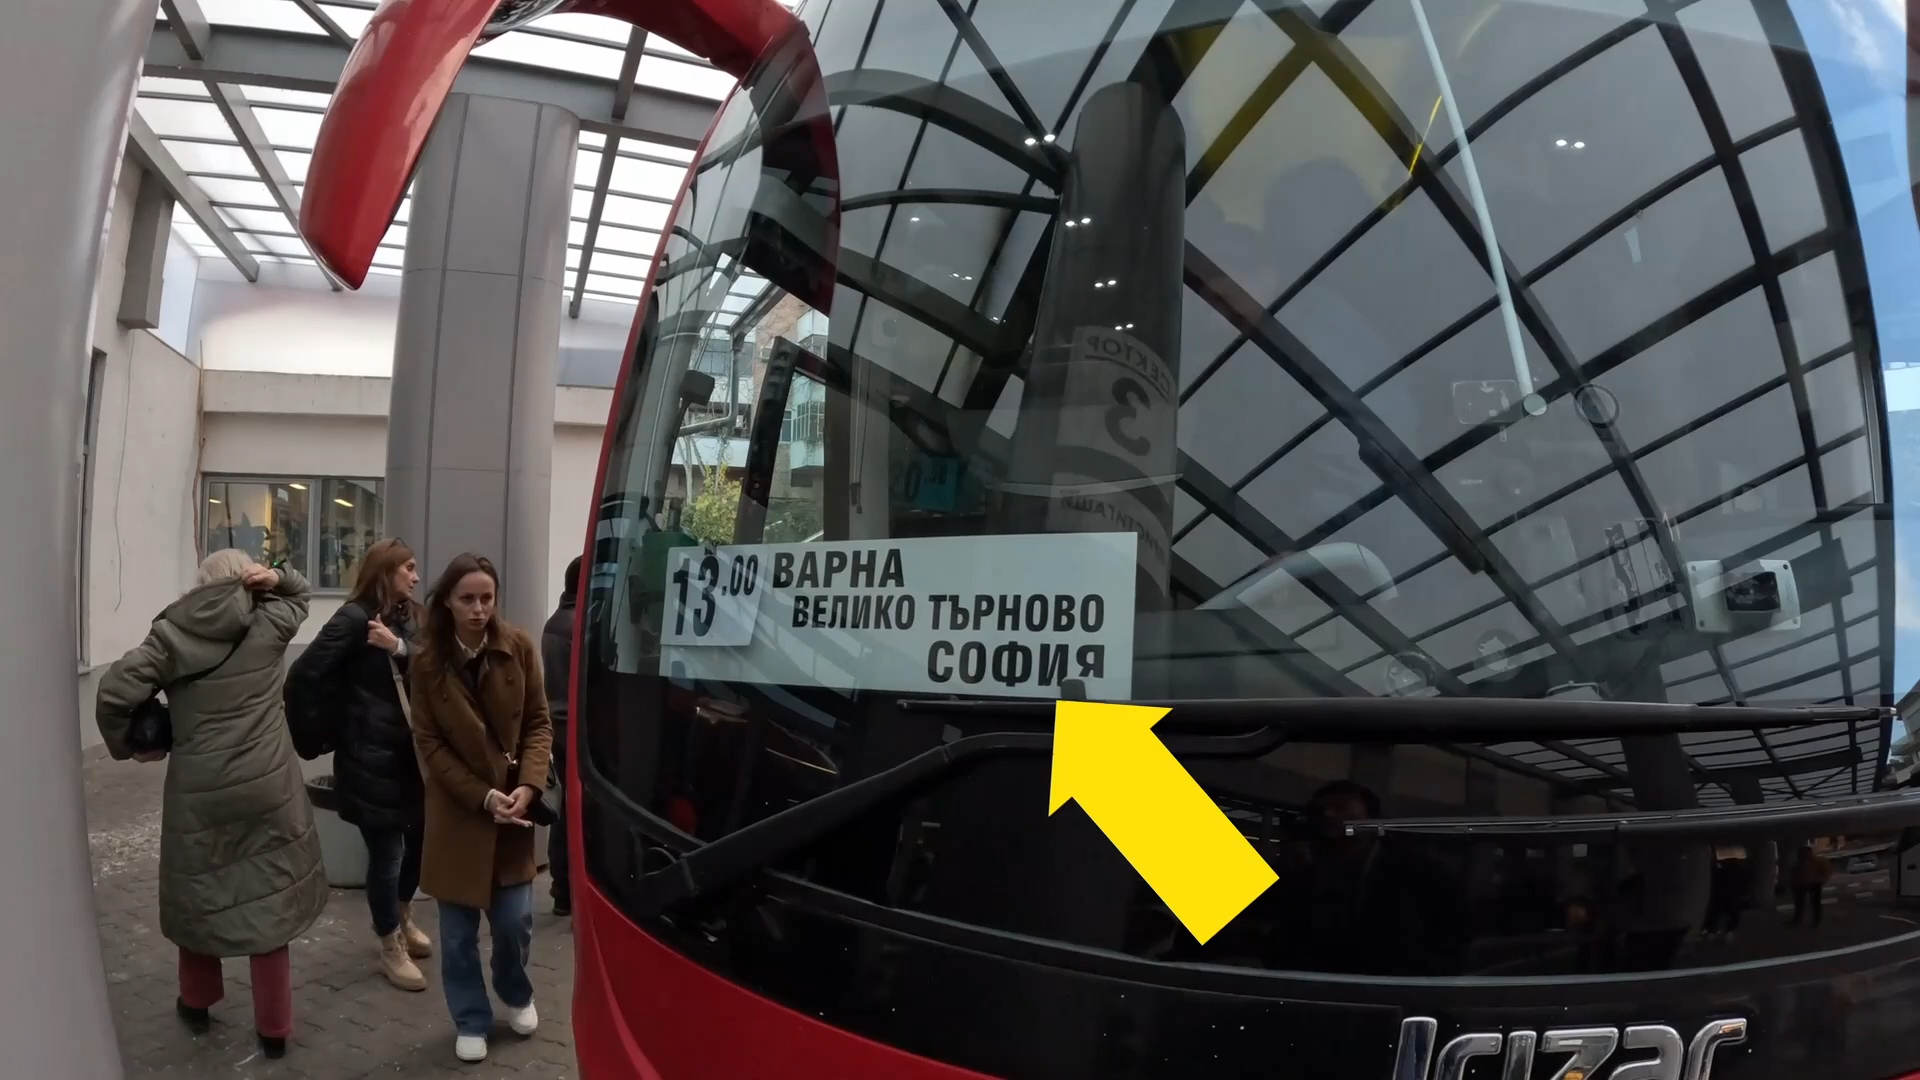 13.00 ВАРНА
ВЕЛИКО ТЪРНОВО
СОФИЯ
СЕКТОР
3
Irizar